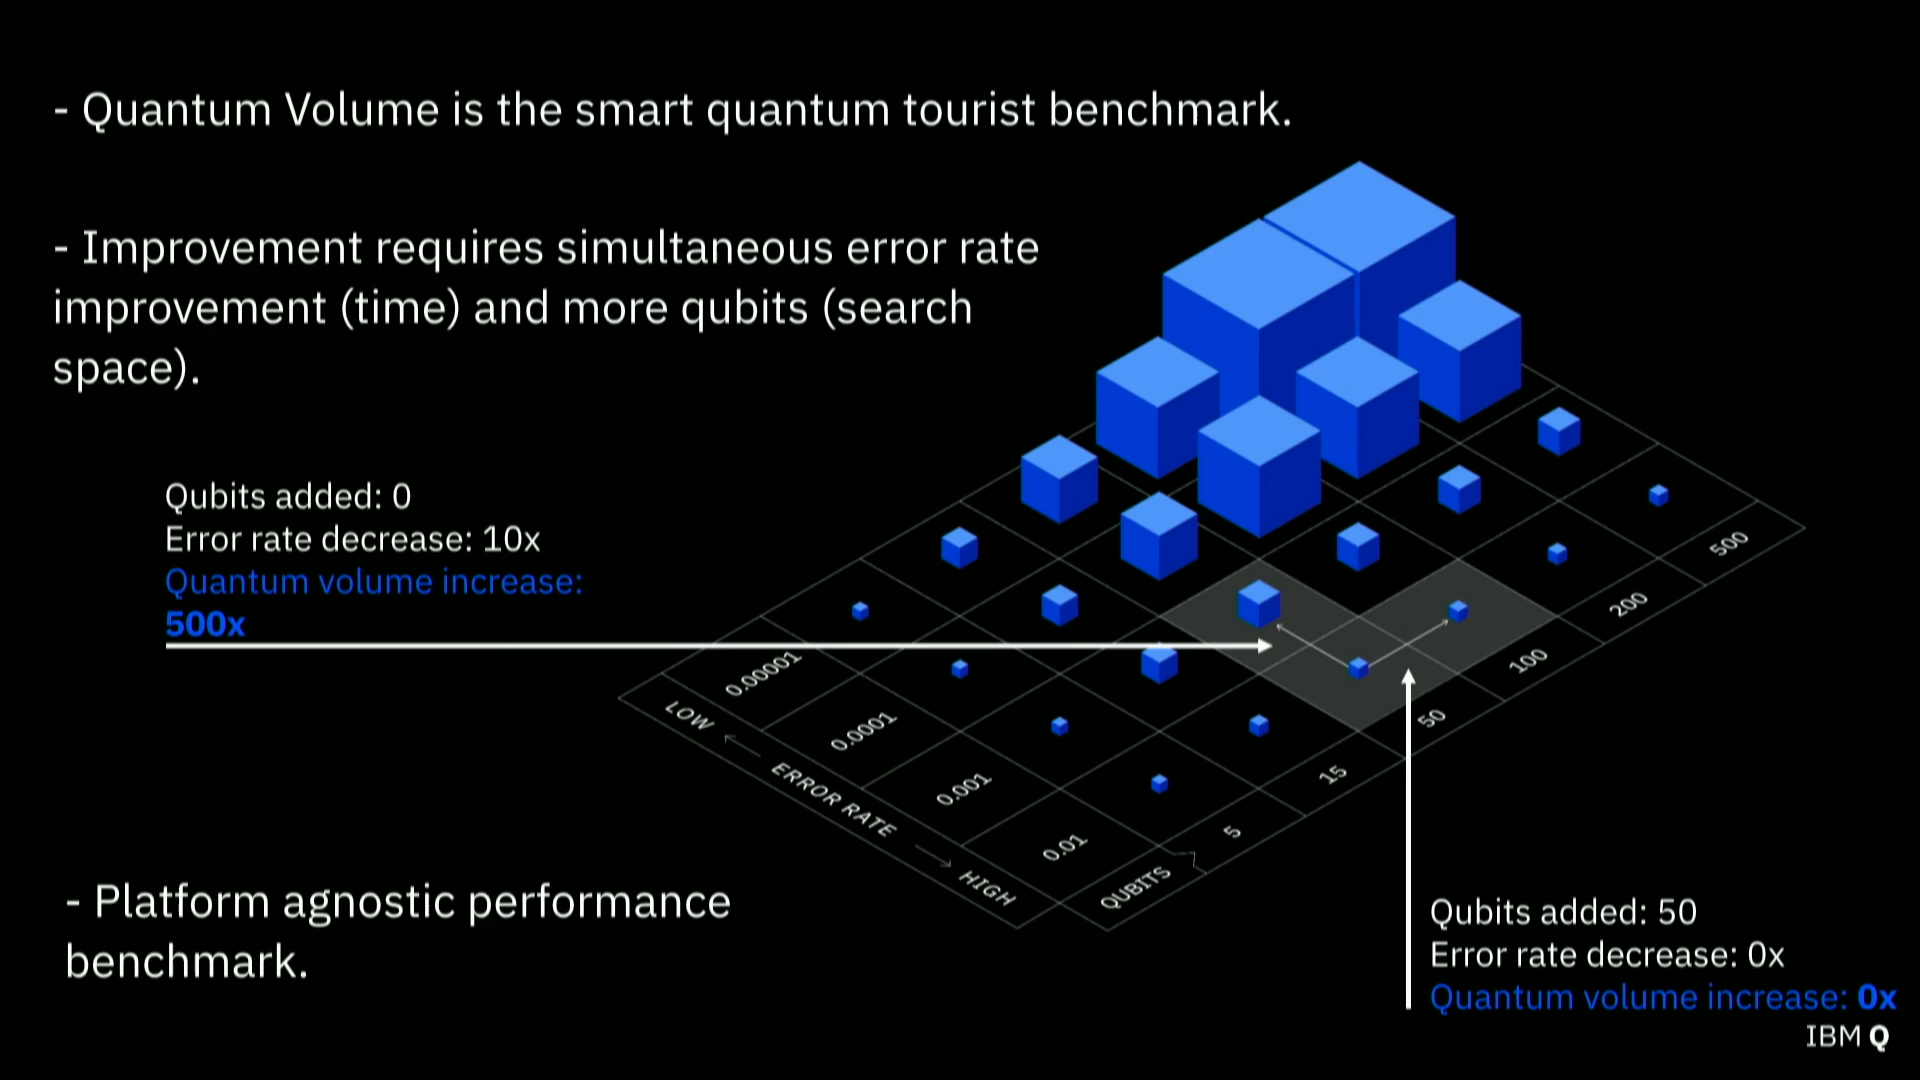 - Quantum Volume is the smart quantum tourist benchmark.
- Improvement requires simultaneous error rate
improvement (time) and more qubits (search
space).
Qubits added: 0
Error rate decrease: 10x
Quantum volume increase:
500x
500
200
100
50
15
5
0.00001
0.0001
0.001
0.01
LOW
ERROR RATE
HIGH
QUBITS
- Platform agnostic performance
benchmark.
Qubits added: 50
Error rate decrease: 0x
Quantum volume increase: 0x
IBM Q